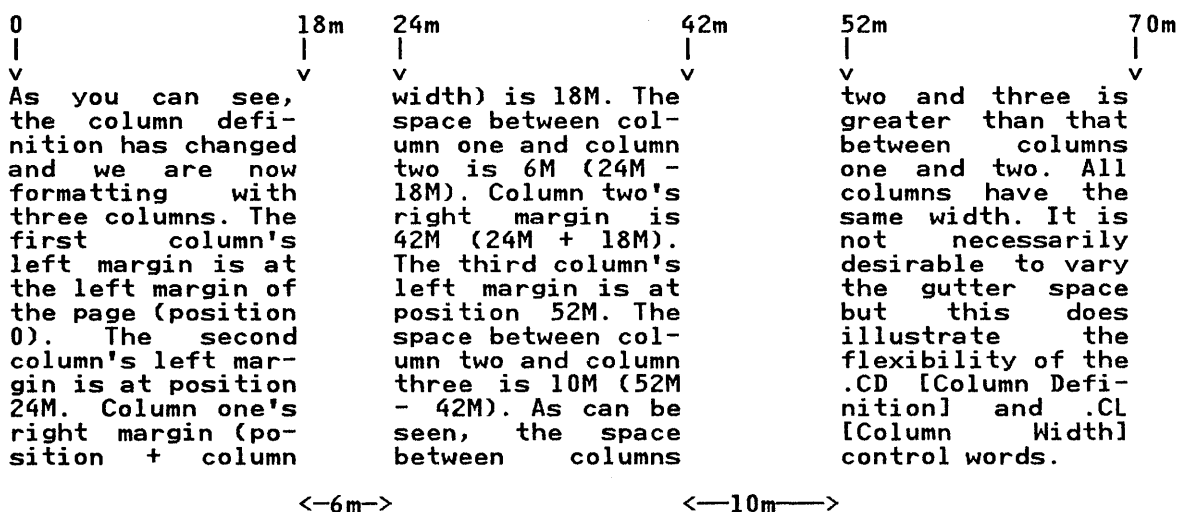 0 18m 24m 42m 52m 70m
| | | | | |
v v v v v v
As you can see,
the column defi-
nition has changed
and we are now
formatting with
three columns. The
first column's
left margin is at
the left margin of
the page (position
0). The second
column's left mar-
gin is at position
24M. Column one's
right margin (po-
sition + column
width) is 18M. The
space between col-
umn one and column
two is 6M (24M -
18M). Column two's
right margin is
42M (24M + 18M).
The third column's
left margin is at
position 52M. The
space between col-
umn two and column
three is 10M (52M
- 42M). As can be
seen, the space
between columns
two and three is
greater than that
between columns
one and two. All
columns have the
same width. It is
not necessarily
desirable to vary
the gutter space
but this does
illustrate the
flexibility of the
.CD [Column Defi-
nition] and .CL
[Column Width]
control words.
<-6m-> <--10m--->